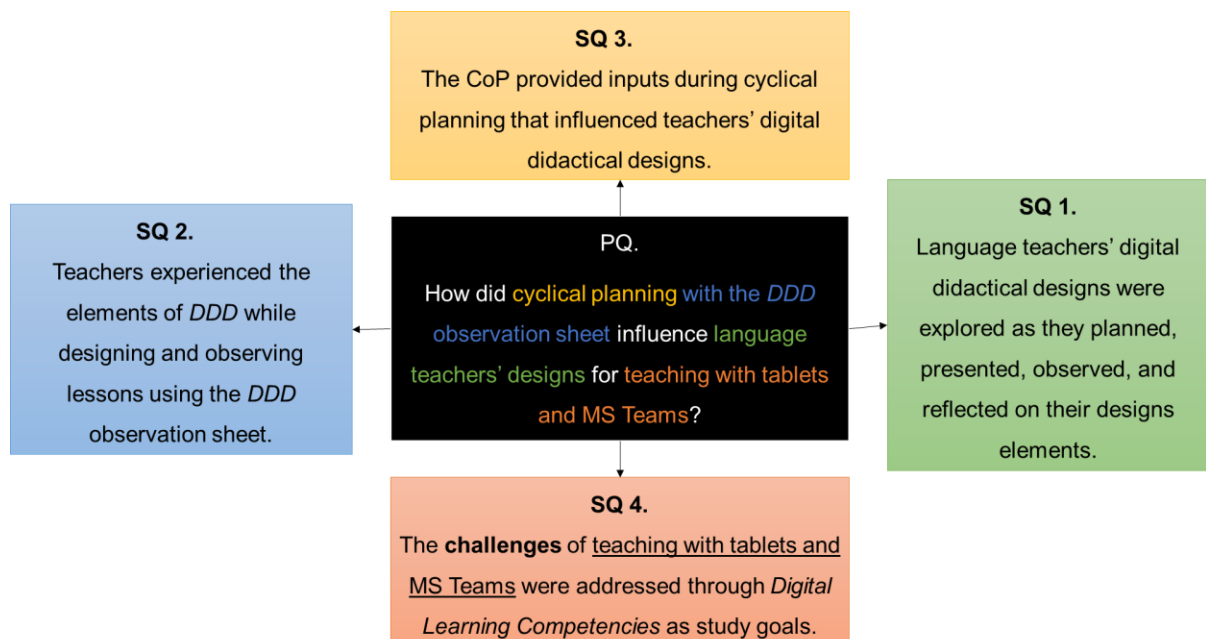 SQ 3.
The CoP provided inputs during cyclical
planning that influenced teachers’ digital
didactical designs.
SQ 2.
Teachers experienced the
elements of DDD while
designing and observing
lessons using the DDD
observation sheet.
PQ.
How did cyclical planning with the DDD
observation sheet influence language
teachers’ designs for teaching with tablets
and MS Teams?
SQ 1.
Language teachers’ digital
didactical designs were
explored as they planned,
presented, observed, and
reflected on their designs
elements.
SQ 4.
The challenges of teaching with tablets and
MS Teams were addressed through Digital
Learning Competencies as study goals.